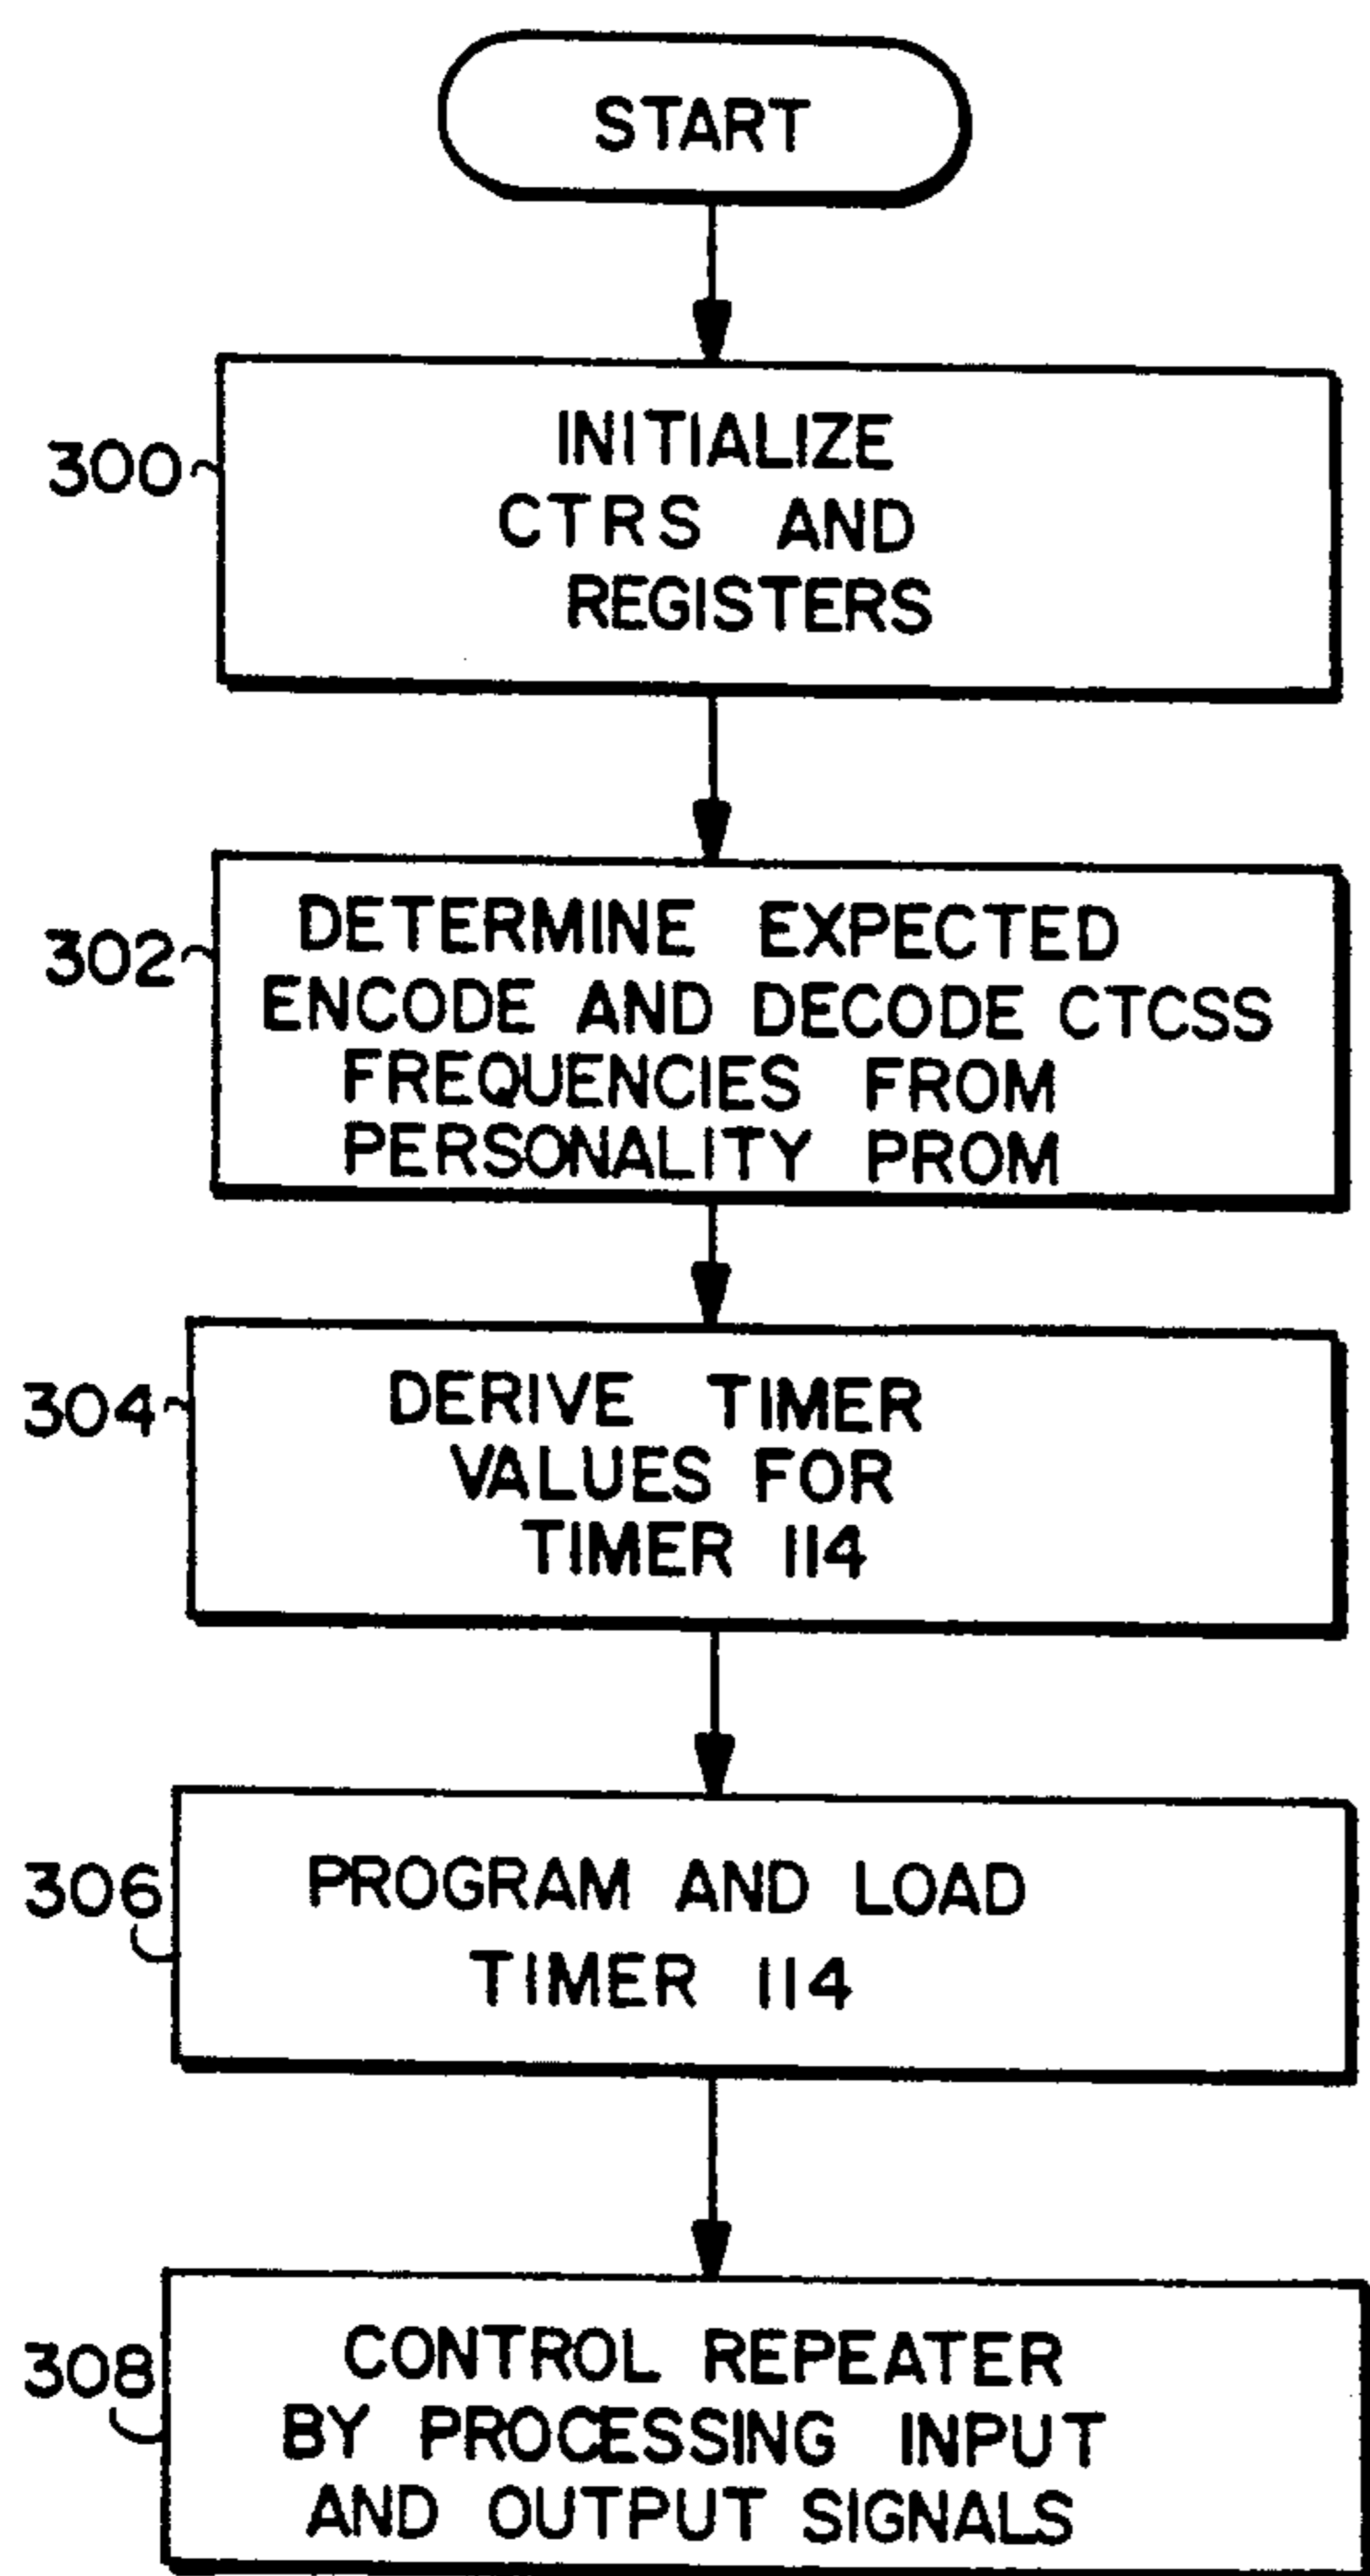 START
300
INITIALIZE
CTRS AND
REGISTERS
302
DETERMINE EXPECTED
ENCODE AND DECODE CTCSS
FREQUENCIES FROM
PERSONALITY PROM
304
DERIVE TIMER
VALUES FOR
TIMER 114
306
PROGRAM AND LOAD
TIMER 114
308
CONTROL REPEATER
BY PROCESSING INPUT
AND OUTPUT SIGNALS